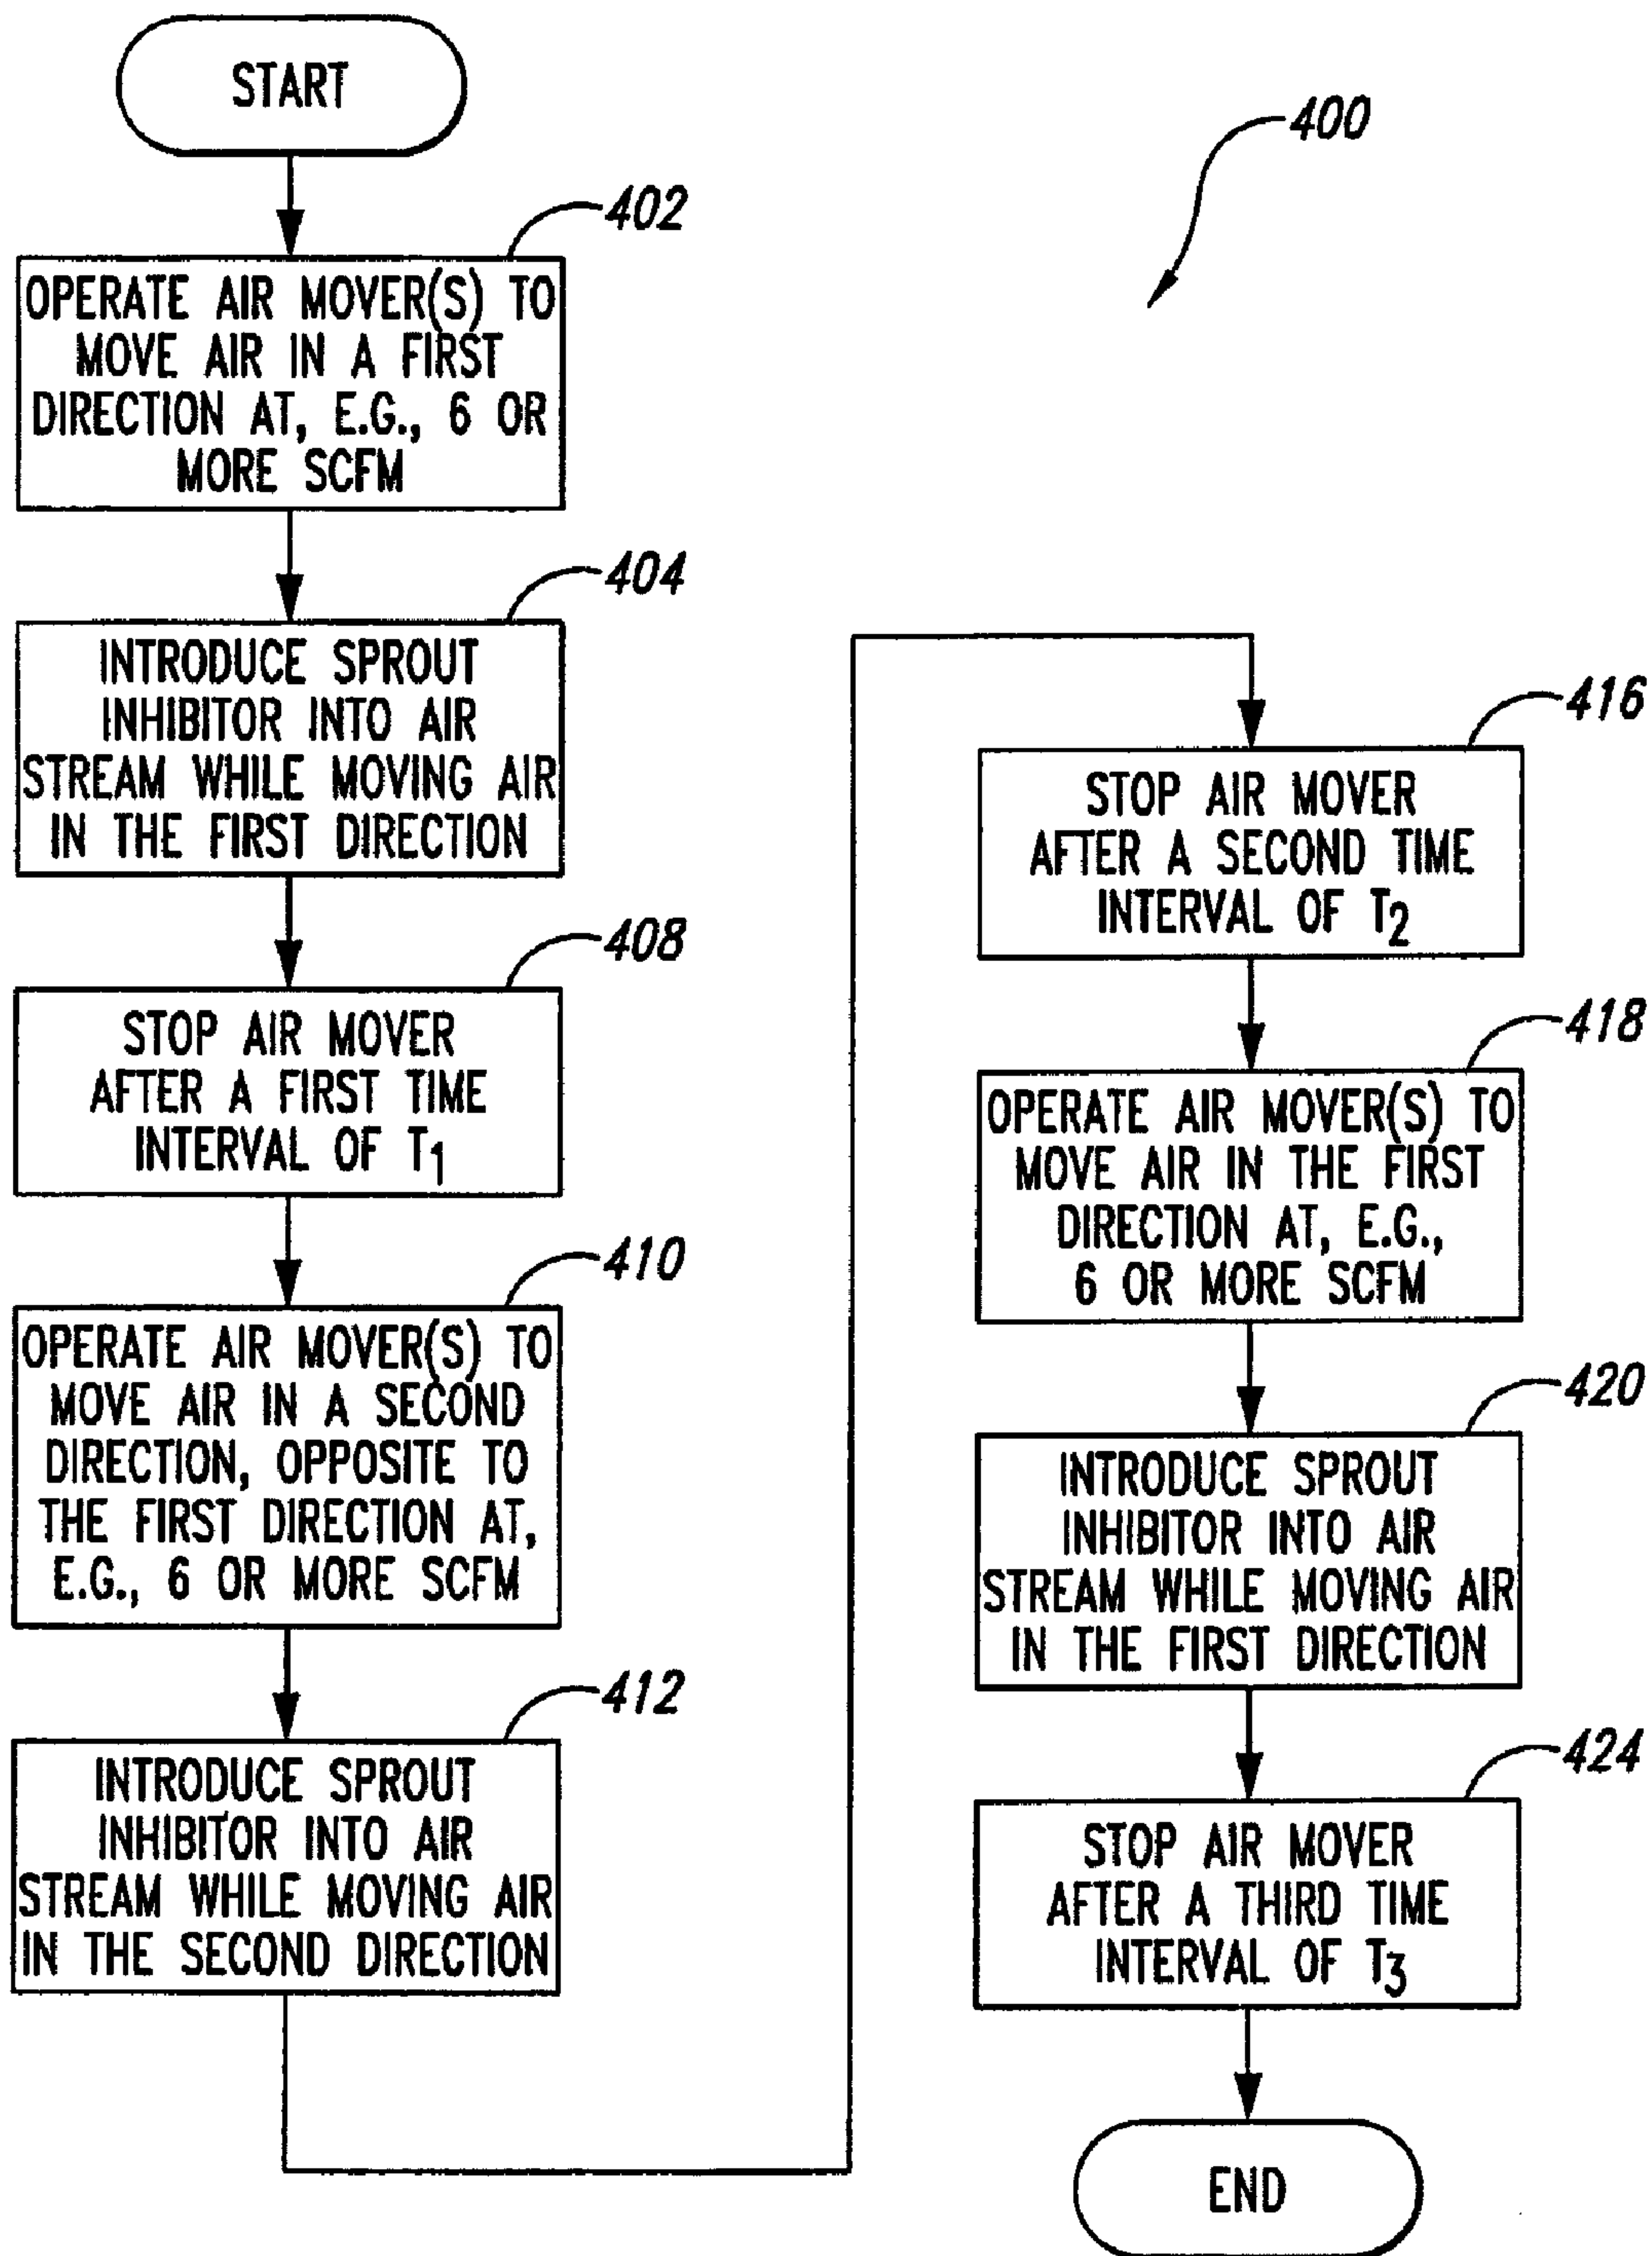 START
402
OPERATE AIR MOVER(S) TO
MOVE AIR IN A FIRST
DIRECTION AT, E.G., 6 OR
MORE SCFM
404
INTRODUCE SPROUT
INHIBITOR INTO AIR
STREAM WHILE MOVING AIR
IN THE FIRST DIRECTION
408
STOP AIR MOVER
AFTER A FIRST TIME
INTERVAL OF T1
410
OPERATE AIR MOVER(S) TO
MOVE AIR IN A SECOND
DIRECTION, OPPOSITE TO
THE FIRST DIRECTION AT,
E.G., 6 OR MORE SCFM
412
INTRODUCE SPROUT
INHIBITOR INTO AIR
STREAM WHILE MOVING AIR
IN THE SECOND DIRECTION
400
416
STOP AIR MOVER
AFTER A SECOND TIME
INTERVAL OF T2
418
OPERATE AIR MOVER(S) TO
MOVE AIR IN THE FIRST
DIRECTION AT, E.G.,
6 OR MORE SCFM
420
INTRODUCE SPROUT
INHIBITOR INTO AIR
STREAM WHILE MOVING AIR
IN THE FIRST DIRECTION
424
STOP AIR MOVER
AFTER A THIRD TIME
INTERVAL OF T3
END